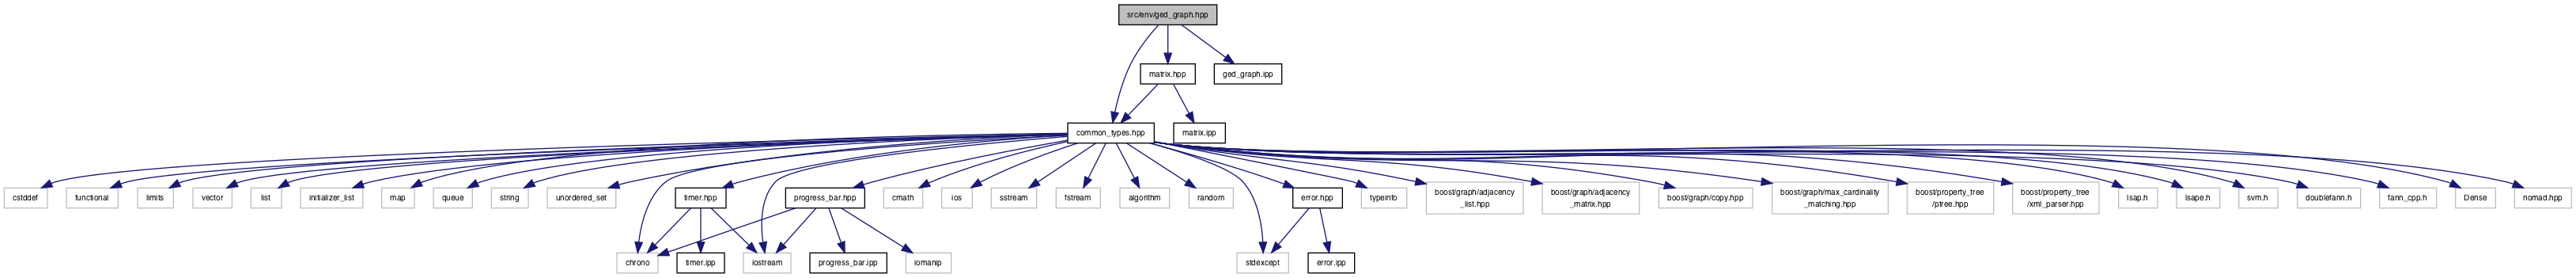 src/env/ged_graph.hpp
matrix.hpp
ged_graph.ipp
common_types.hpp
matrix.ipp
cstddef
functional
limits
vector
list
initializer_list
map
queue
string
unordered_set
timer.hpp
progress_bar.hpp
cmath
ios
sstream
fstream
algorithm
random
error.hpp
typeinfo
boost/graph/adjacency
_list.hpp
boost/graph/adjacency
_matrix.hpp
boost/graph/copy.hpp
boost/graph/max_cardinality
_matching.hpp
boost/property_tree
/ptree.hpp
boost/property_tree
/xml_parser.hpp
lsap.h
lsape.h
svm.h
doublefann.h
fann_cpp.h
Dense
nomad.hpp
chrono
timer.ipp
iostream
progress_bar.ipp
iomanip
stdexcept
error.ipp